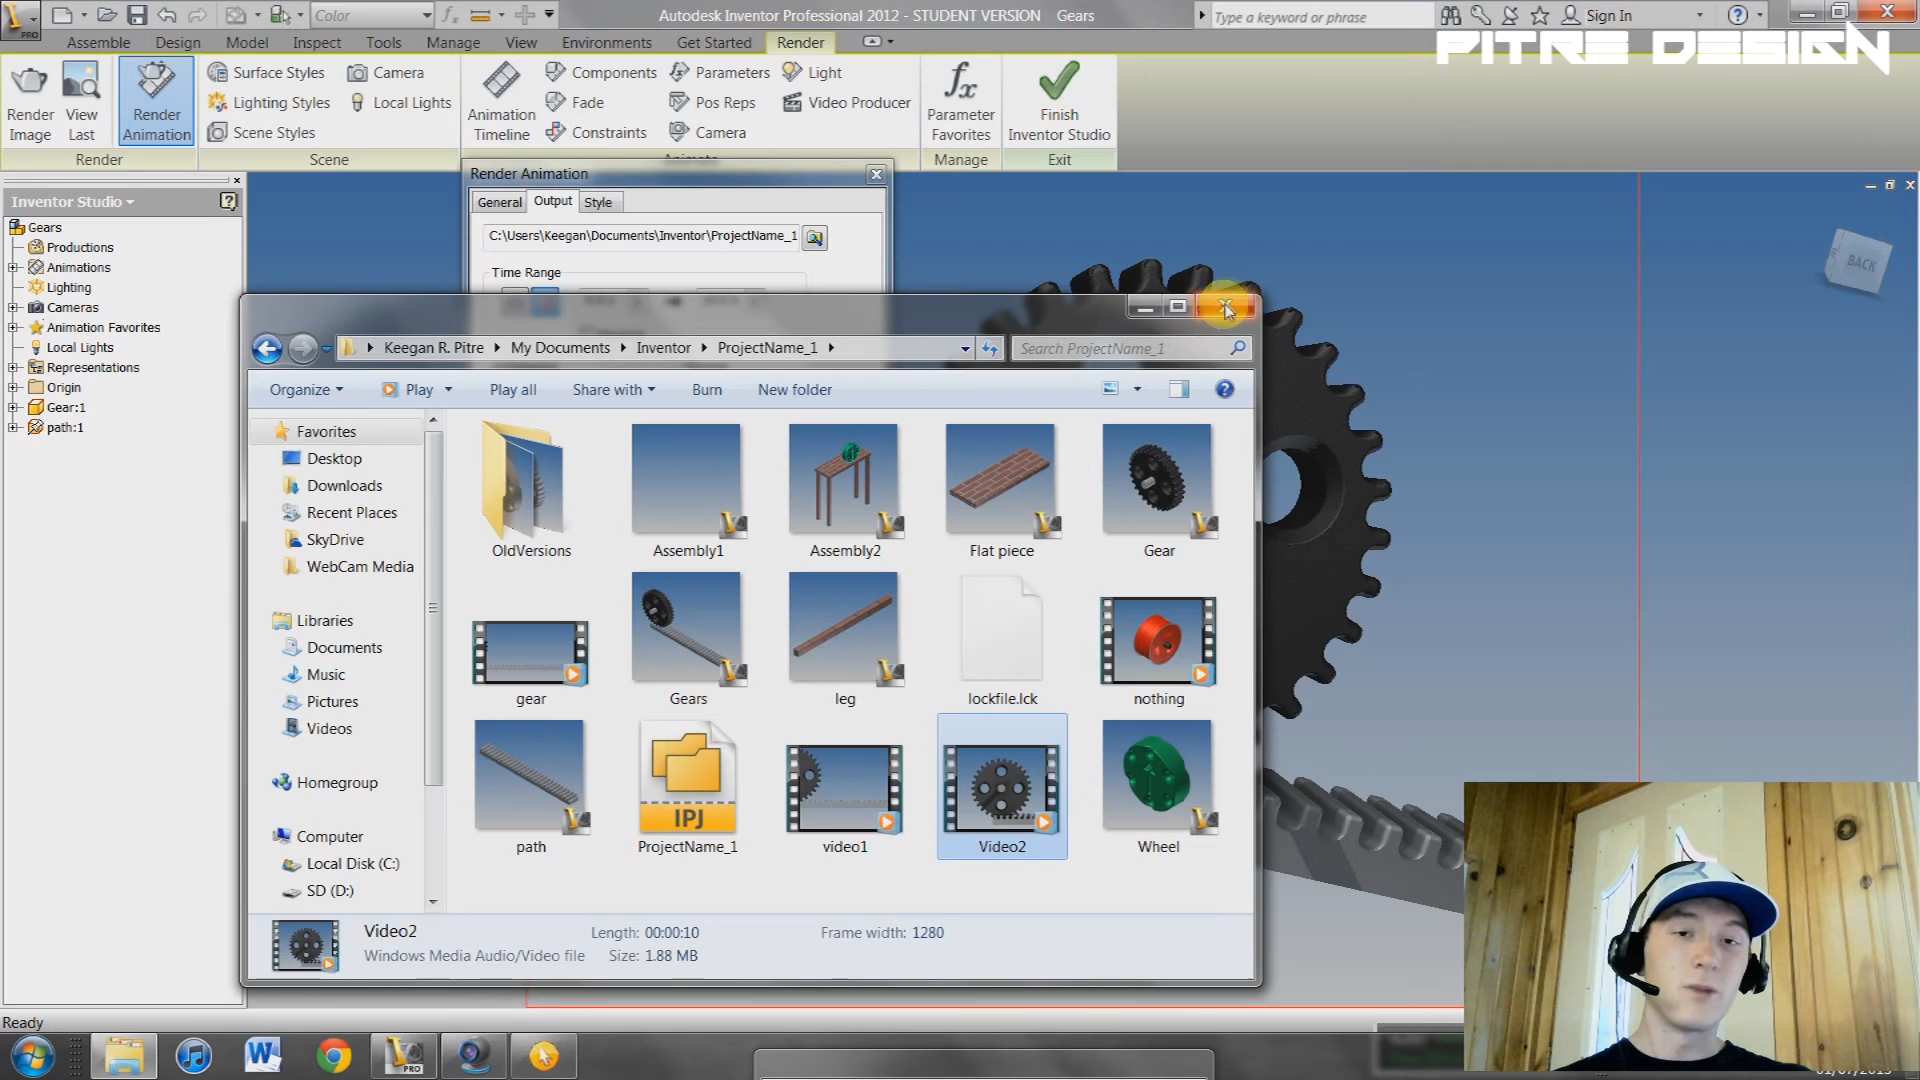 Color
Autodesk Inventor Professional 2012 - STUDENT VERSION Gears
Type a keyword or phrase
Sign In
PRO
Assemble Design Model Inspect Tools Manage View Environments Get Started Render
PITRE DESIGN
Render Image
View Last
Render Animation
Surface Styles
Lighting Styles
Scene Styles
Camera
Local Lights
Animation Timeline
Components
Fade
Constraints
Parameters
Pos Reps
Camera
Light
Video Producer
Parameter Favorites
Finish Inventor Studio
Render Scene Manage Exit
Inventor Studio
Gears
Productions
Animations
Lighting
Cameras
Animation Favorites
Local Lights
Representations
Origin
Gear:1
path:1
Render Animation
General Output Style
C:\Users\Keegan\Documents\Inventor\ProjectName_1
Time Range
BACK
Keegan R. Pitre My Documents Inventor ProjectName_1
Search ProjectName_1
Organize Play Play all Share with Burn New folder
Favorites
Desktop
Downloads
Recent Places
SkyDrive
WebCam Media
Libraries
Documents
Music
Pictures
Videos
Homegroup
Computer
Local Disk (C:)
SD (D:)
OldVersions Assembly1 Assembly2 Flat piece Gear
gear Gears leg lockfile.lck nothing
IPJ
path ProjectName_1 video1 Video2 Wheel
Video2
Windows Media Audio/Video file
Length: 00:00:10
Size: 1.88 MB
Frame width: 1280
Ready
PRO